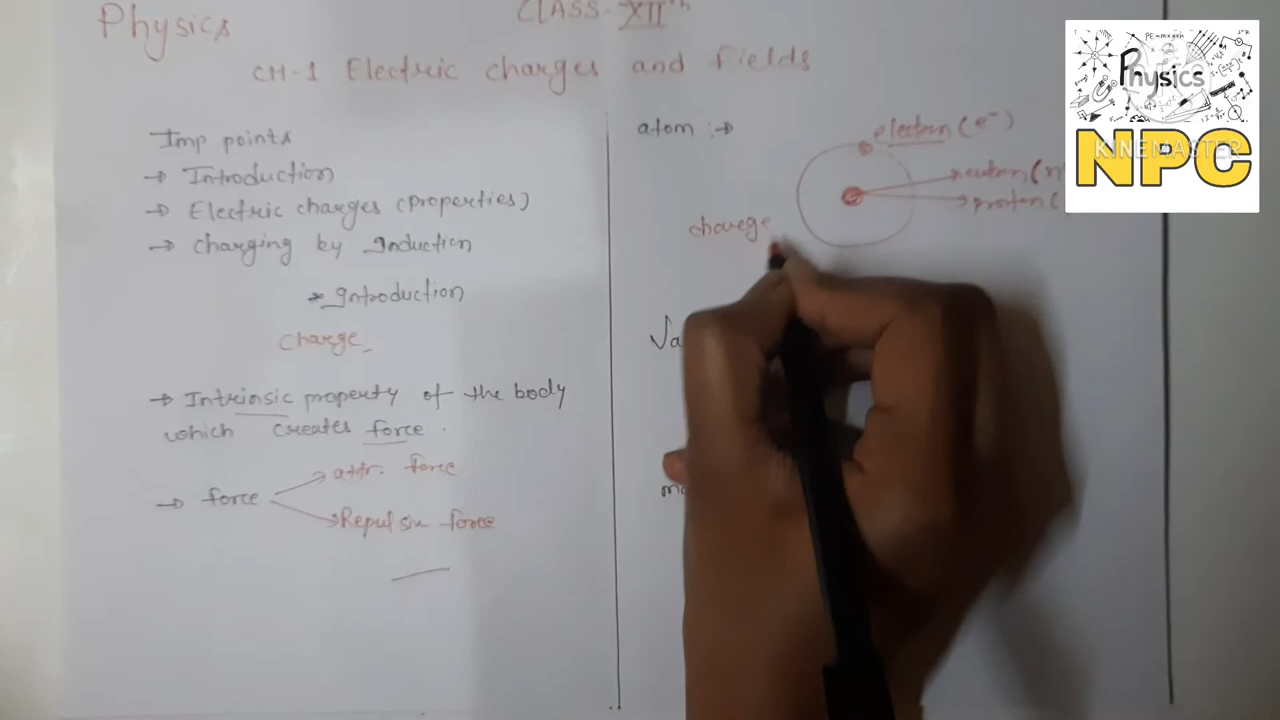 Physics
CLASS-XIIth
CH-1 Electric charges and Fields
Imp points
→ Introduction
→ Electric charges (properties)
→ Charging by Induction
* Introduction
Charge
→ Intrinsic property of the body
which creates force.
→ force → attr. force
→ Repulsive force
atom :→
electron (e⁻)
neutron (n
proton (
charge
Physics
NPC
KINEMASTER